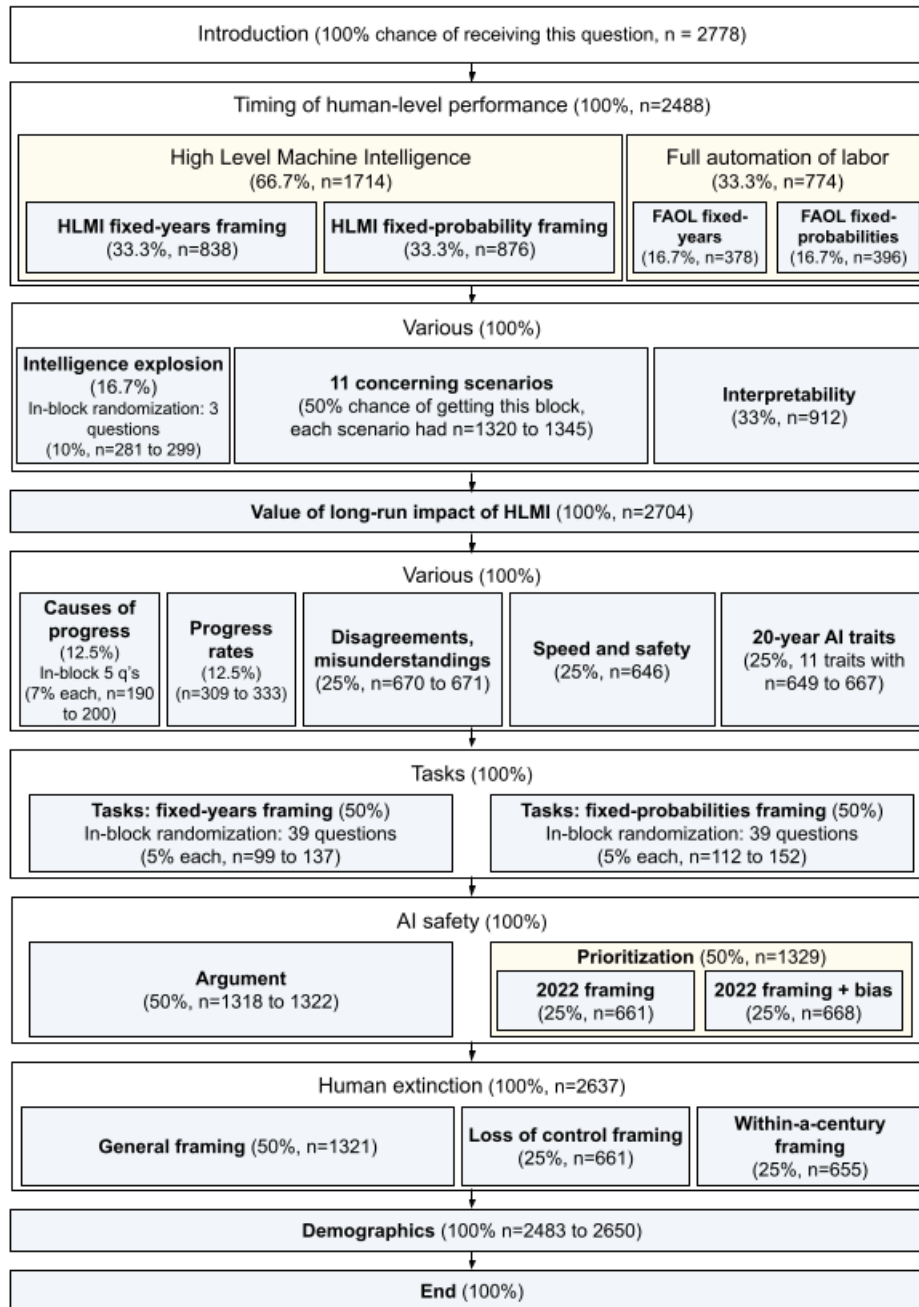 Introduction (100% chance of receiving this question, n = 2778)
Timing of human-level performance (100%, n=2488)
High Level Machine Intelligence
(66.7%, n=1714)
HLMI fixed-years framing
(33.3%, n=838)
HLMI fixed-probability framing
(33.3%, n=876)
Full automation of labor
(33.3%, n=774)
FAOL fixed-
years
(16.7%, n=378)
FAOL fixed-
probabilities
(16.7%, n=396)
Various (100%)
Intelligence explosion
(16.7%)
In-block randomization: 3
questions
(10%, n=281 to 299)
11 concerning scenarios
(50% chance of getting this block,
each scenario had n=1320 to 1345)
Interpretability
(33%, n=912)
Value of long-run impact of HLMI (100%, n=2704)
Various (100%)
Causes of
progress
(12.5%)
In-block 5 q's
(7% each, n=190
to 200)
Progress
rates
(12.5%)
(n=309 to 333)
Disagreements,
misunderstandings
(25%, n=670 to 671)
Speed and safety
(25%, n=646)
20-year AI traits
(25%, 11 traits with
n=649 to 667)
Tasks (100%)
Tasks: fixed-years framing (50%)
In-block randomization: 39 questions
(5% each, n=99 to 137)
Tasks: fixed-probabilities framing (50%)
In-block randomization: 39 questions
(5% each, n=112 to 152)
AI safety (100%)
Argument
(50%, n=1318 to 1322)
Prioritization (50%, n=1329)
2022 framing
(25%, n=661)
2022 framing + bias
(25%, n=668)
Human extinction (100%, n=2637)
General framing (50%, n=1321)
Loss of control framing
(25%, n=661)
Within-a-century
framing
(25%, n=655)
Demographics (100% n=2483 to 2650)
End (100%)